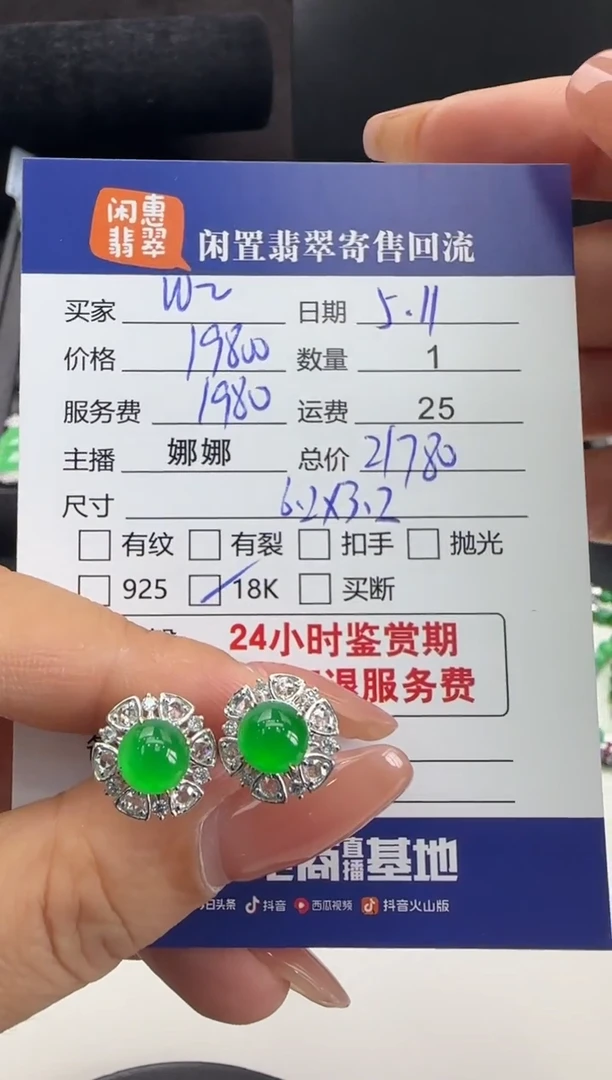 闲惠
翡翠
闲置翡翠寄售回流
买家 W2 日期 5.11
价格 19800 数量 1
服务费 1980 运费 25
主播 娜娜 总价 21780
尺寸 6.2X3.2
有纹 有裂 扣手 抛光
925 18K 买断
24小时鉴赏期
退服务费
电商直播基地
头条 抖音 西瓜视频 抖音火山版